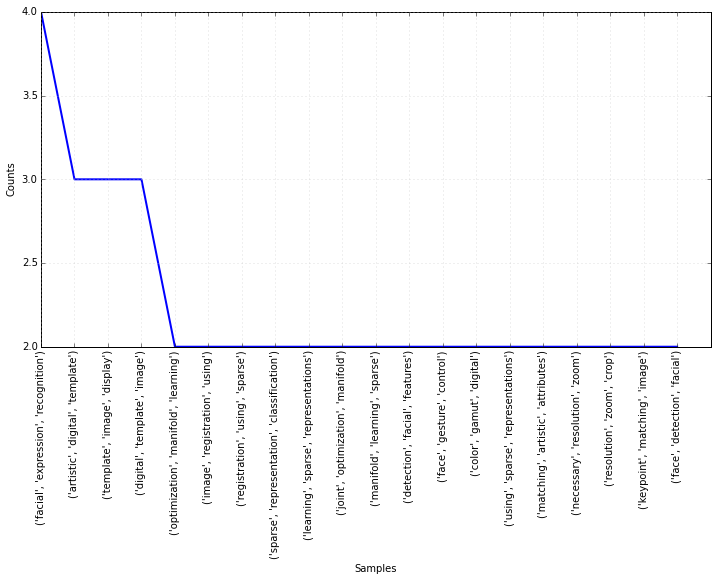 4.0
3.5
3.0
2.5
2.0
Counts
('facial', 'expression', 'recognition')
('artistic', 'digital', 'template')
('template', 'image', 'display')
('digital', 'template', 'image')
('optimization', 'manifold', 'learning')
('image', 'registration', 'using')
('registration', 'using', 'sparse')
('sparse', 'representation', 'classification')
('learning', 'sparse', 'representations')
('joint', 'optimization', 'manifold')
('manifold', 'learning', 'sparse')
('detection', 'facial', 'features')
('face', 'gesture', 'control')
('color', 'gamut', 'digital')
('using', 'sparse', 'representations')
('matching', 'artistic', 'attributes')
('necessary', 'resolution', 'zoom')
('resolution', 'zoom', 'crop')
('keypoint', 'matching', 'image')
('face', 'detection', 'facial')
Samples